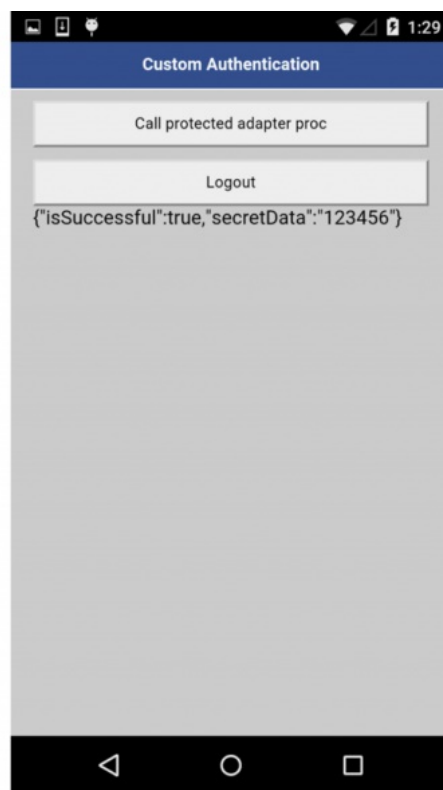 1:29
Custom Authentication
Call protected adapter proc
Logout
{"isSuccessful":true,"secretData":"123456"}